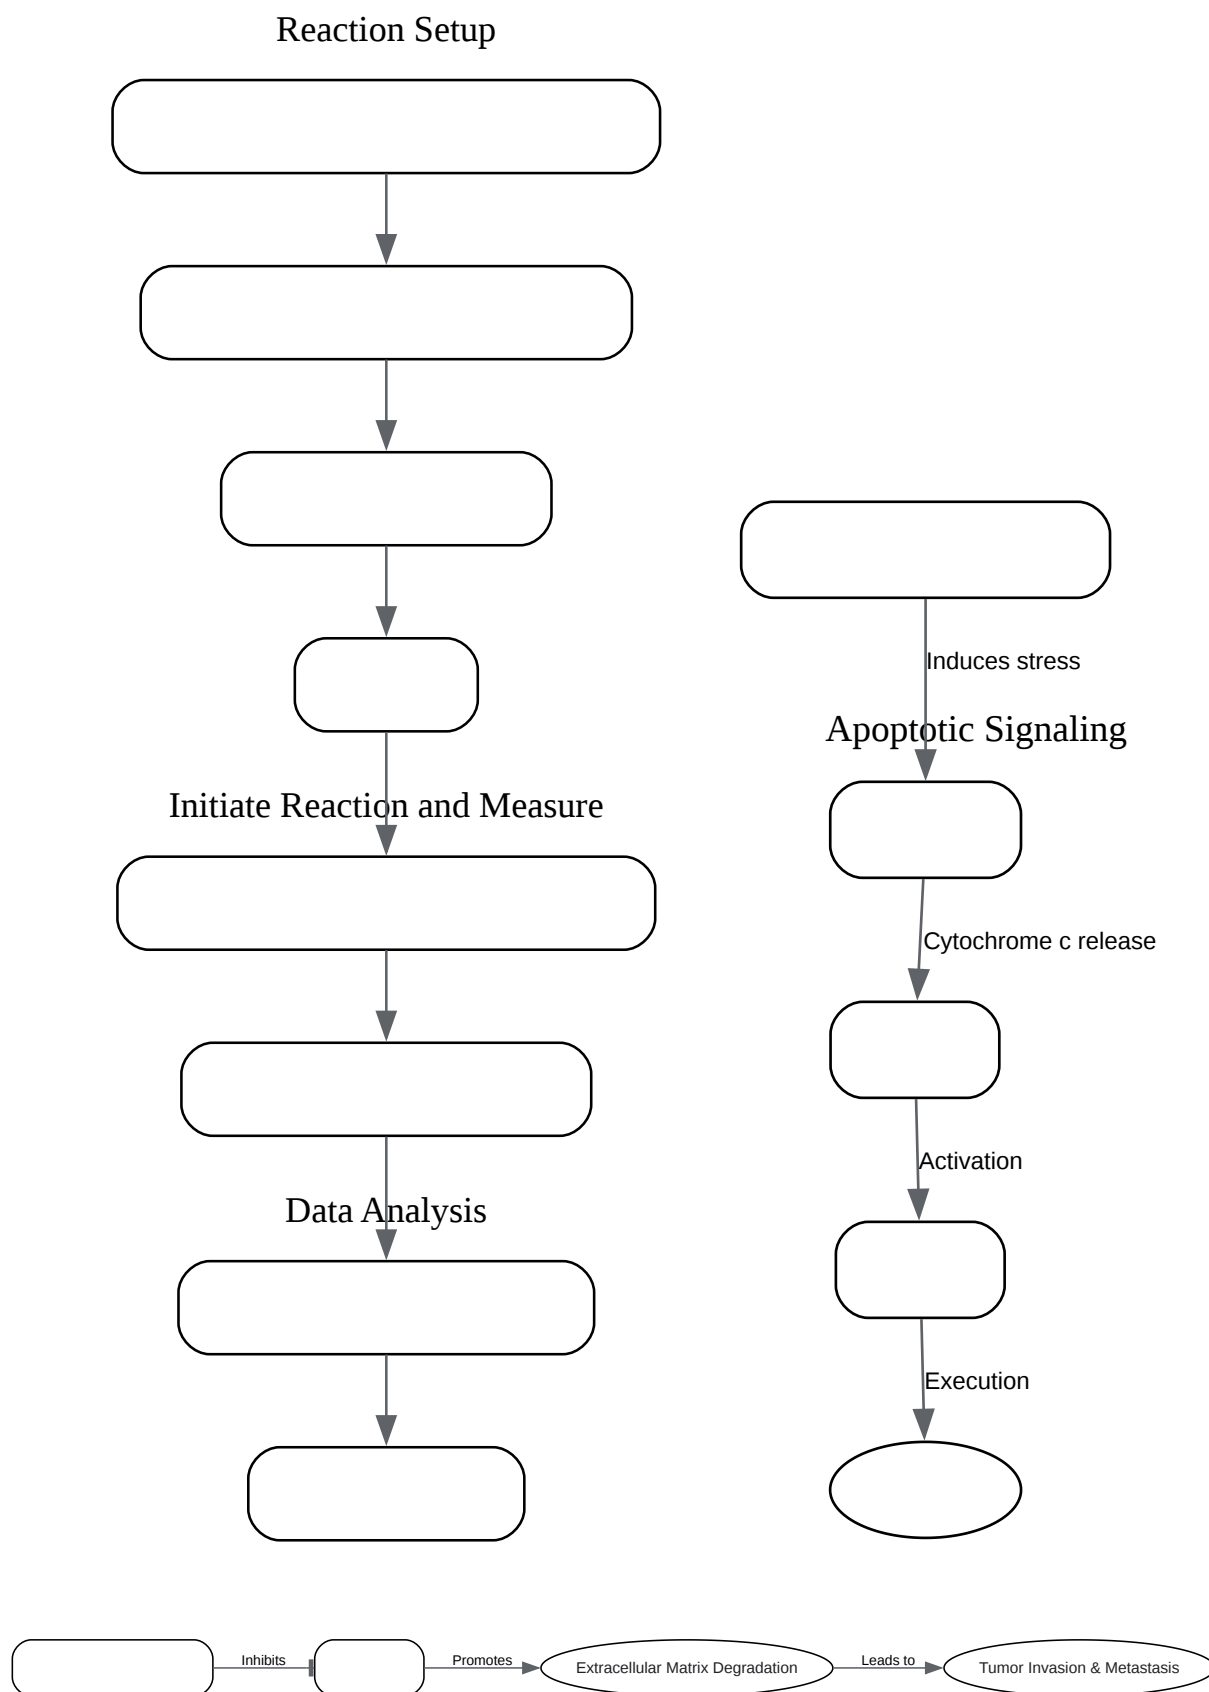 Reaction Setup
Initiate Reaction and Measure
Data Analysis
Induces stress
Apoptotic Signaling
Cytochrome c release
Activation
Execution
Inhibits
Promotes
Extracellular Matrix Degradation
Leads to
Tumor Invasion & Metastasis